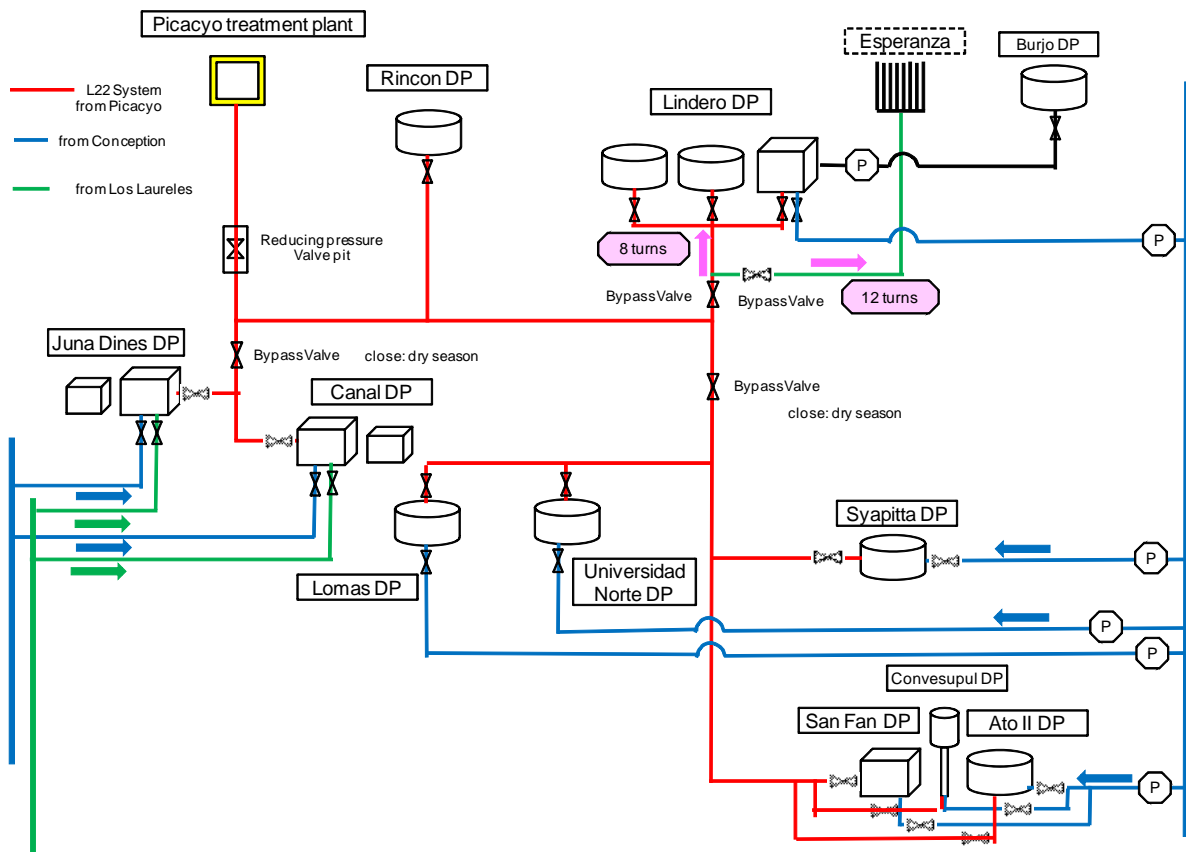 Picacyo treatment plant
Esperanza
Burjo DP
Rincon DP
Lindero DP
L22 System
from Picacyo
from Conception
from Los Laureles
P
P
Reducing pressure
Valve pit
8 turns
BypassValve
BypassValve
12 turns
Juna Dines DP
BypassValve
close: dry season
Canal DP
BypassValve
close: dry season
Syapitta DP
P
Lomas DP
Universidad
Norte DP
P
P
Convesupul DP
San Fan DP
Ato II DP
P